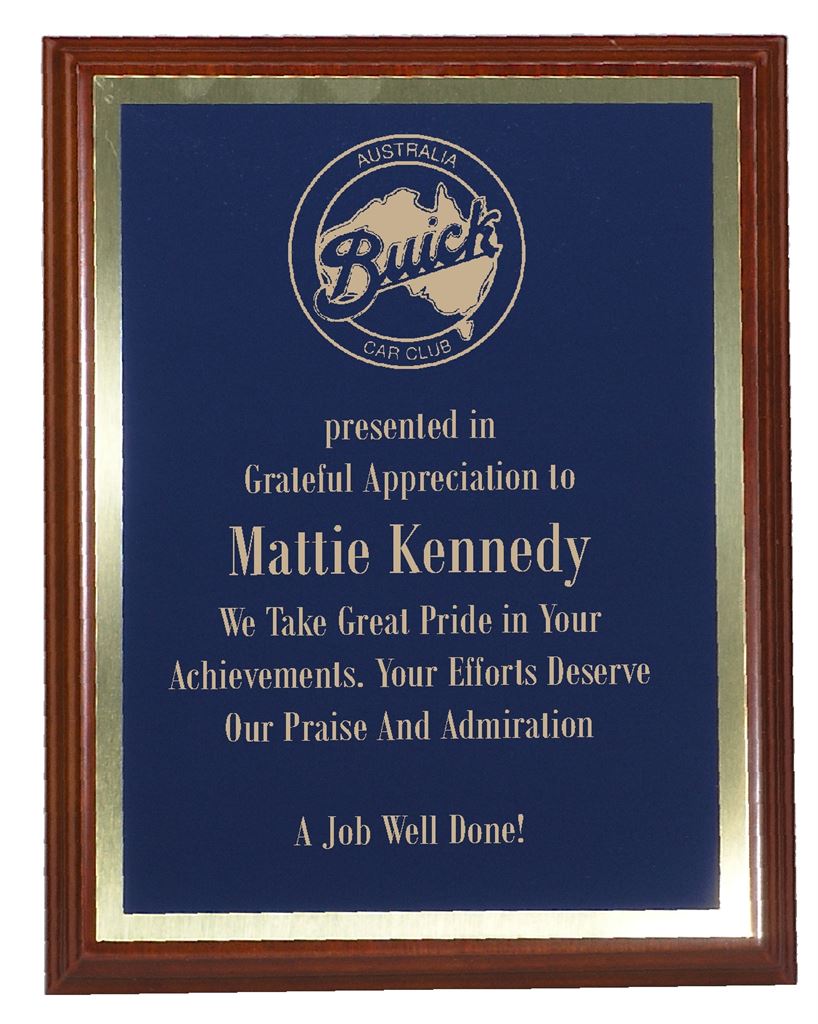 AUSTRALIA
Buick
CAR CLUB
presented in
Grateful Appreciation to
Mattie Kennedy
We Take Great Pride in Your
Achievements. Your Efforts Deserve
Our Praise And Admiration
A Job Well Done!